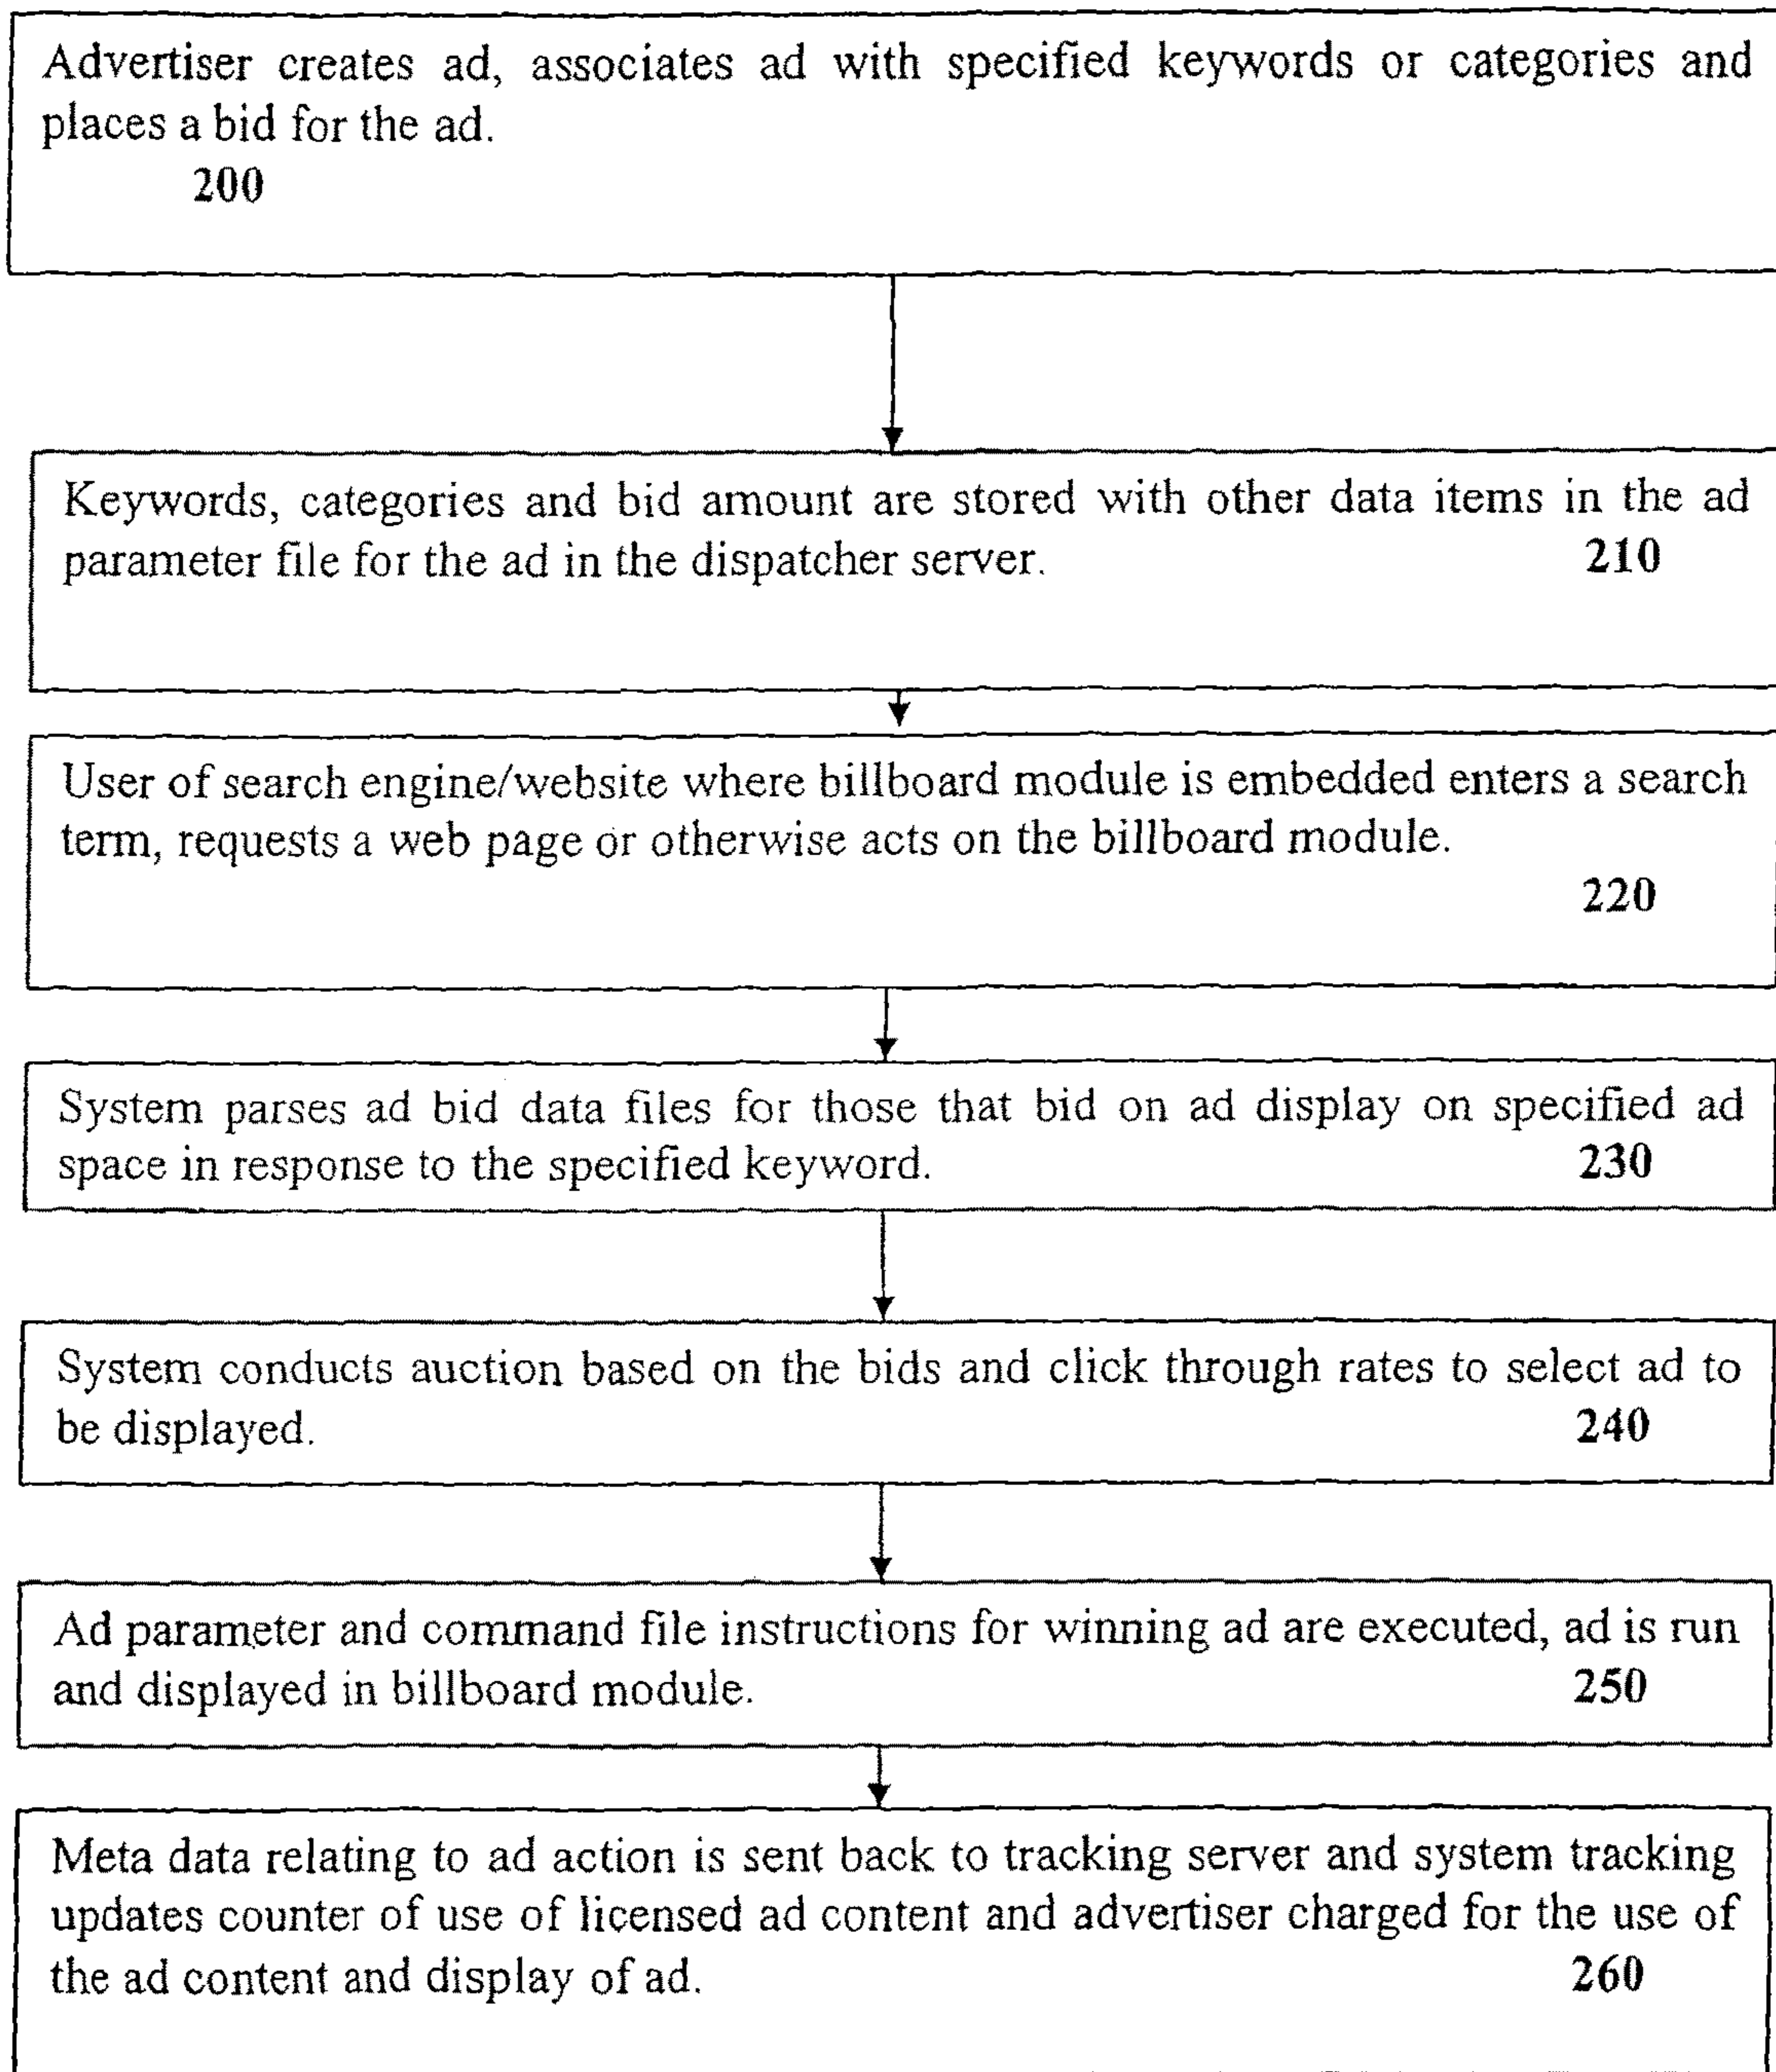 Advertiser creates ad, associates ad with specified keywords or categories and
places a bid for the ad.
200
Keywords, categories and bid amount are stored with other data items in the ad
parameter file for the ad in the dispatcher server. 210
User of search engine/website where billboard module is embedded enters a search
term, requests a web page or otherwise acts on the billboard module.
220
System parses ad bid data files for those that bid on ad display on specified ad
space in response to the specified keyword. 230
System conducts auction based on the bids and click through rates to select ad to
be displayed. 240
Ad parameter and command file instructions for winning ad are executed, ad is run
and displayed in billboard module. 250
Meta data relating to ad action is sent back to tracking server and system tracking
updates counter of use of licensed ad content and advertiser charged for the use of
the ad content and display of ad. 260